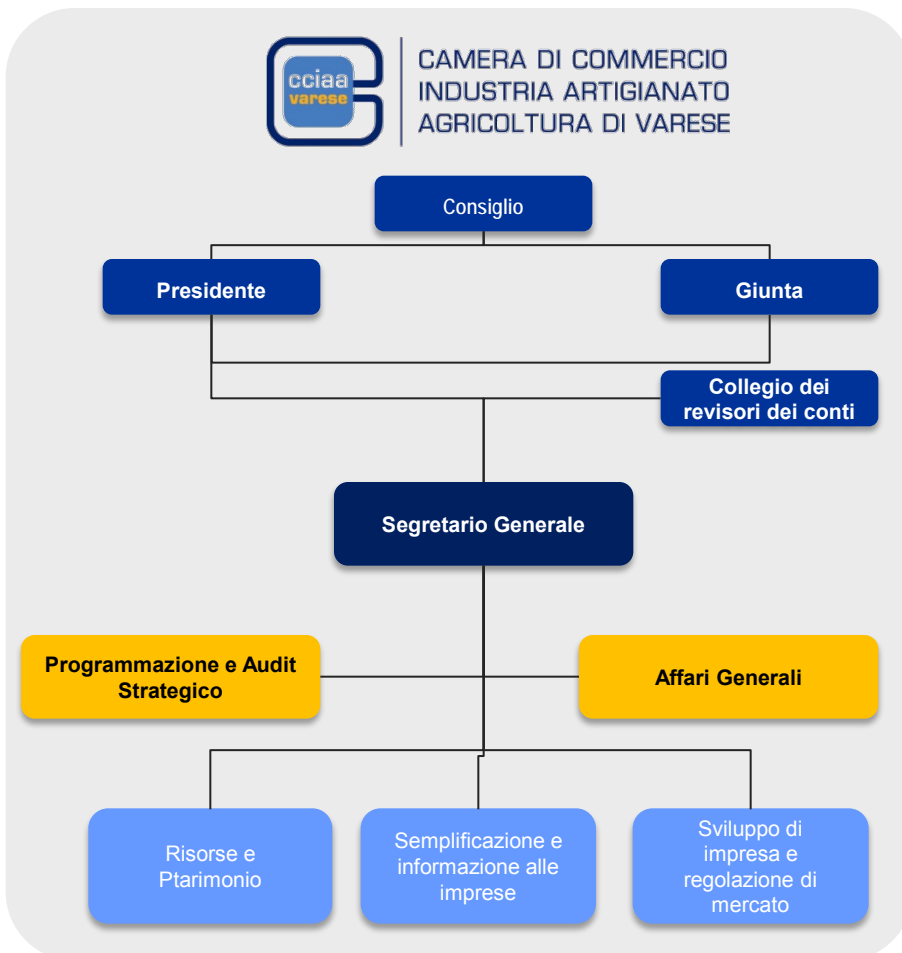 cciaa
varese
CAMERA DI COMMERCIO
INDUSTRIA ARTIGIANATO
AGRICOLTURA DI VARESE
Consiglio
Presidente
Giunta
Collegio dei
revisori dei conti
Segretario Generale
Programmazione e Audit
Strategico
Affari Generali
Risorse e
Ptarimonio
Semplificazione e
informazione alle
imprese
Sviluppo di
impresa e
regolazione di
mercato